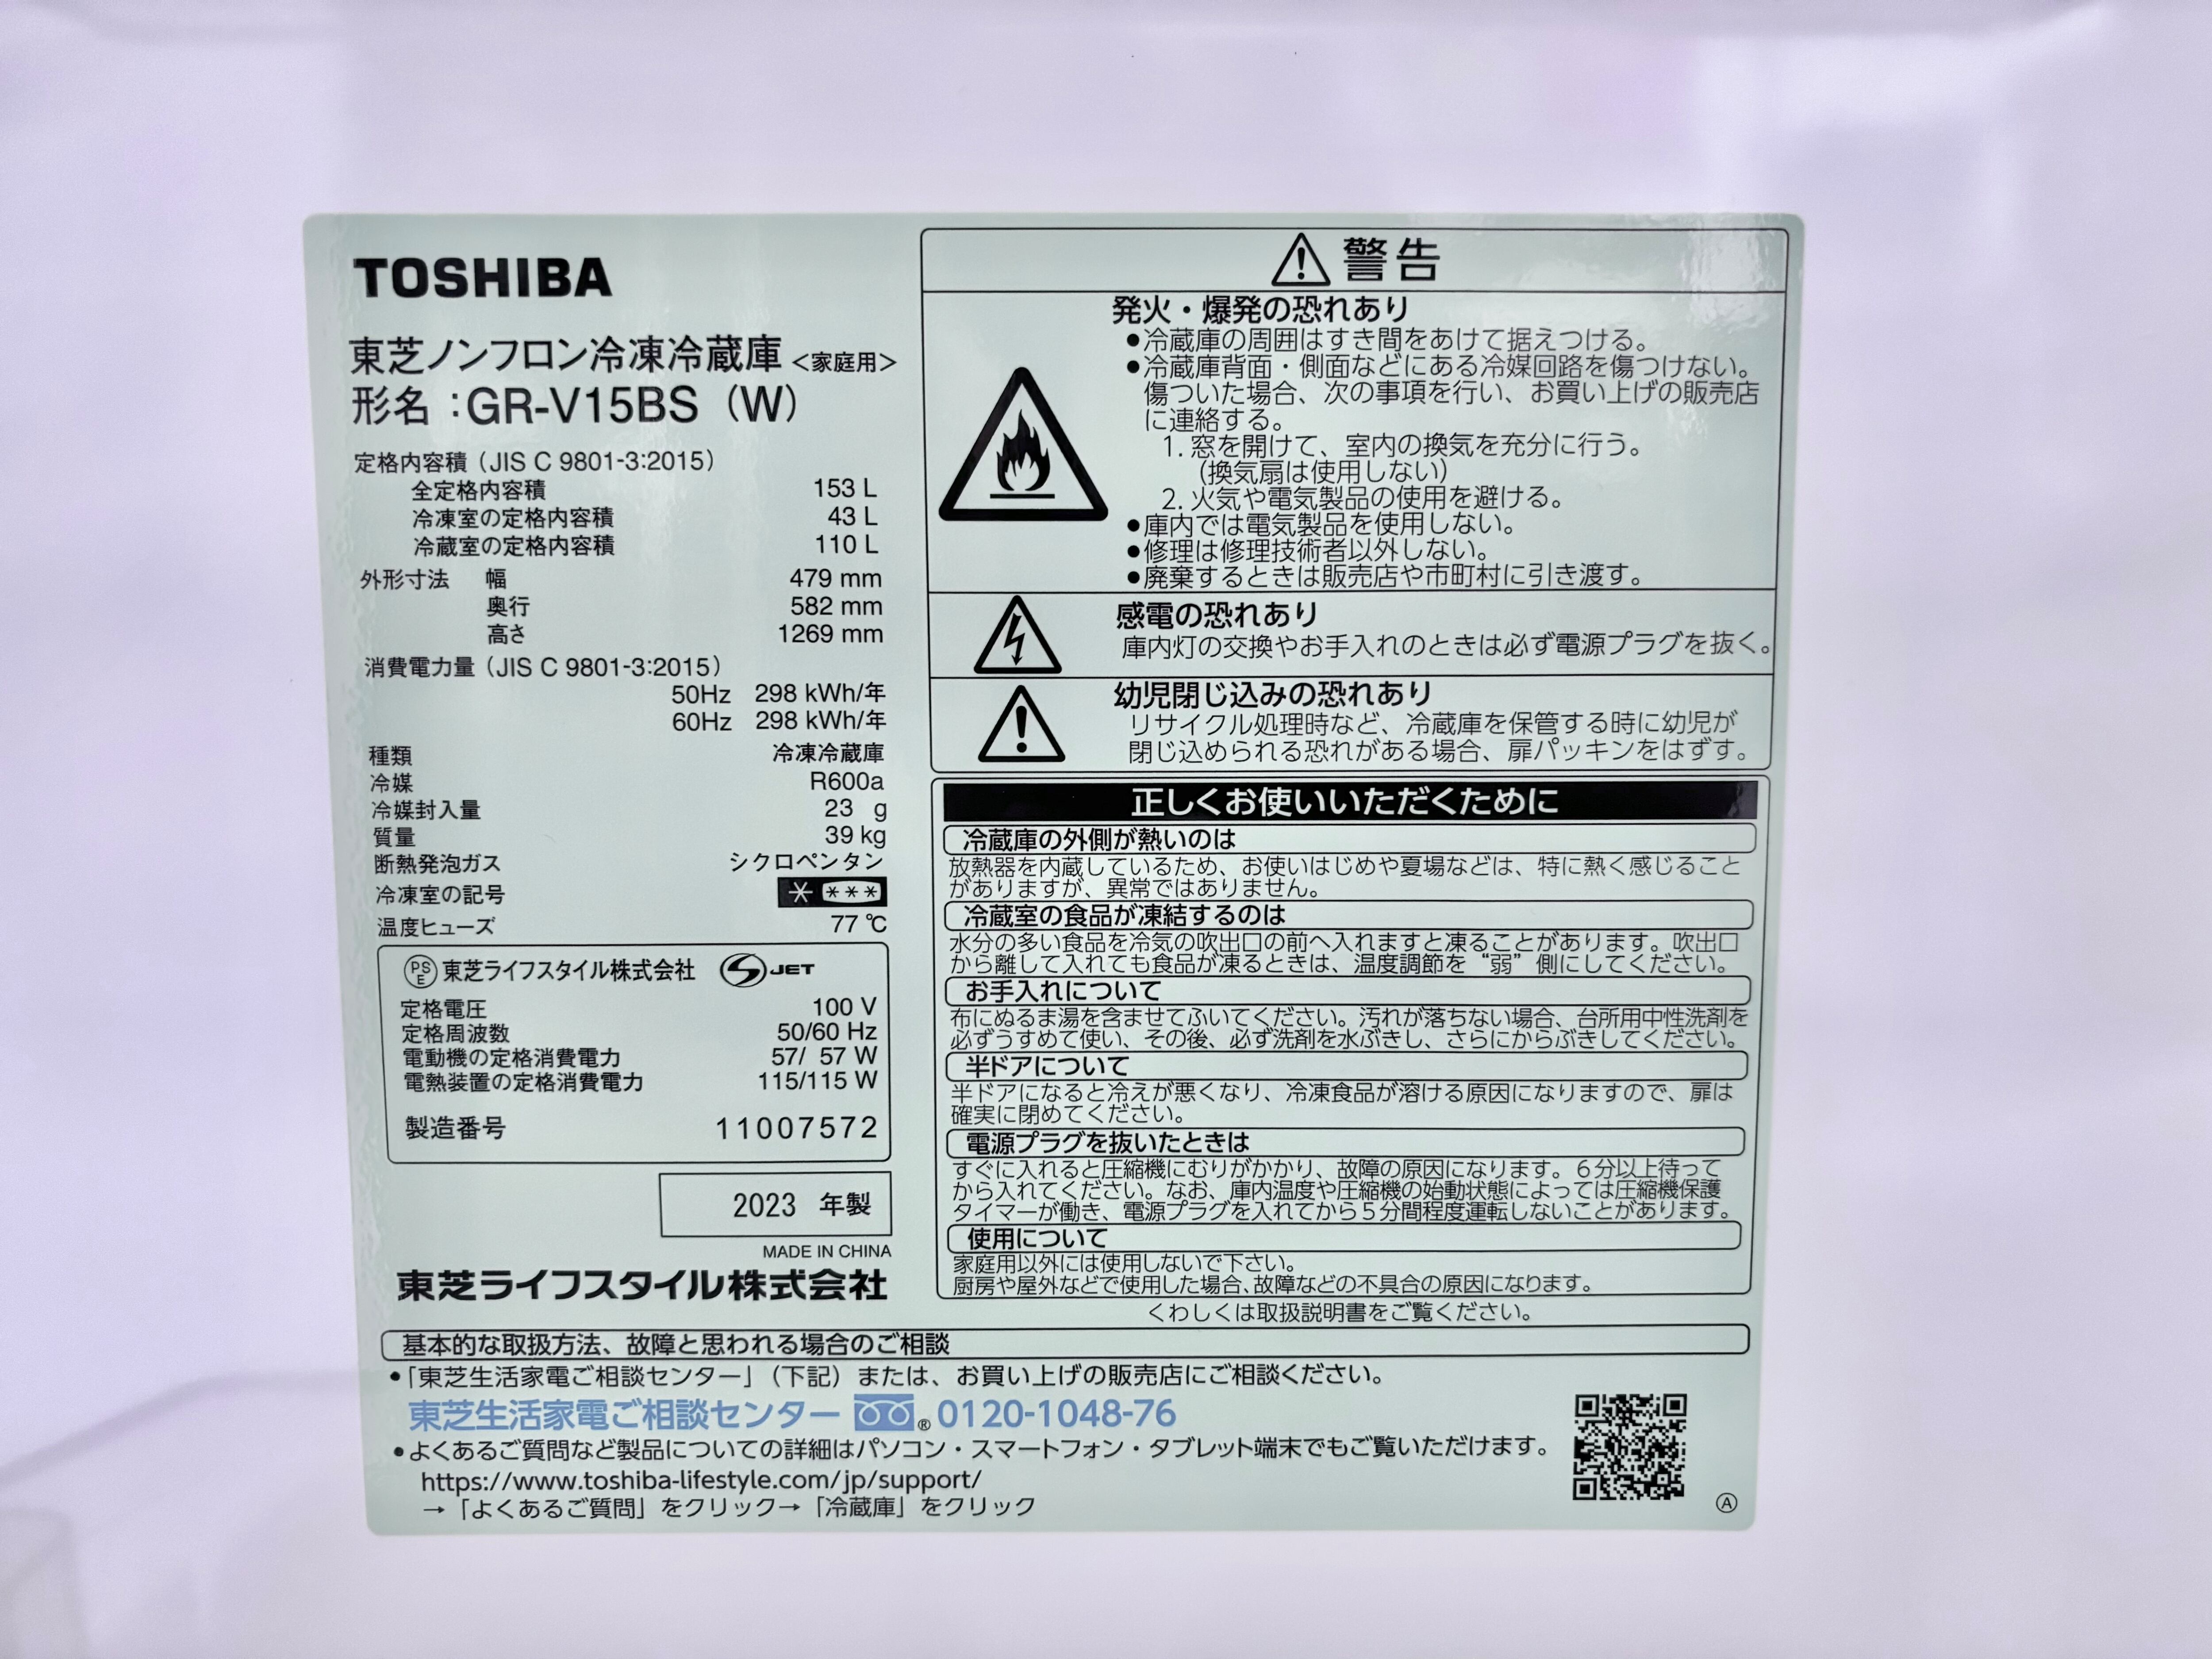 TOSHIBA
東芝ノンフロン冷凍冷蔵庫 <家庭用>
形名：GR-V15BS（W）
定格内容積（JIS C 9801-3:2015）
全定格内容積 153 L
冷凍室の定格内容積 43 L
冷蔵室の定格内容積 110 L
外形寸法 幅 479 mm
奥行 582 mm
高さ 1269 mm
消費電力量（JIS C 9801-3:2015）
50Hz 298 kWh/年
60Hz 298 kWh/年
種類 冷凍冷蔵庫
冷媒 R600a
冷媒封入量 23 g
質量 39 kg
断熱発泡ガス シクロペンタン
冷凍室の記号 ＊ ***
温度ヒューズ 77 ℃
PSE 東芝ライフスタイル株式会社 S JET
定格電圧 100 V
定格周波数 50/60 Hz
電動機の定格消費電力 57/ 57 W
電熱装置の定格消費電力 115/115 W
製造番号 11007572
2023 年製
MADE IN CHINA
東芝ライフスタイル株式会社
警告
発火・爆発の恐れあり
●冷蔵庫の周囲はすき間をあけて据えつける。
●冷蔵庫背面・側面などにある冷媒回路を傷つけない。
傷ついた場合、次の事項を行い、お買い上げの販売店
に連絡する。
1. 窓を開けて、室内の換気を充分に行う。
（換気扇は使用しない）
2. 火気や電気製品の使用を避ける。
●庫内では電気製品を使用しない。
●修理は修理技術者以外しない。
●廃棄するときは販売店や市町村に引き渡す。
感電の恐れあり
庫内灯の交換やお手入れのときは必ず電源プラグを抜く。
幼児閉じ込みの恐れあり
リサイクル処理時など、冷蔵庫を保管する時に幼児が
閉じ込められる恐れがある場合、扉パッキンをはずす。
正しくお使いいただくために
冷蔵庫の外側が熱いのは
放熱器を内蔵しているため、お使いはじめや夏場などは、特に熱く感じること
がありますが、異常ではありません。
冷蔵室の食品が凍結するのは
水分の多い食品を冷気の吹出口の前へ入れますと凍ることがあります。吹出口
から離して入れても食品が凍るときは、温度調節を“弱”側にしてください。
お手入れについて
布にぬるま湯を含ませてふいてください。汚れが落ちない場合、台所用中性洗剤を
必ずうすめて使い、その後、必ず洗剤を水ぶきし、さらにからぶきしてください。
半ドアについて
半ドアになると冷えが悪くなり、冷凍食品が溶ける原因になりますので、扉は
確実に閉めてください。
電源プラグを抜いたときは
すぐに入れると圧縮機にむりがかかり、故障の原因になります。6分以上待って
から入れてください。なお、庫内温度や圧縮機の始動状態によっては圧縮機保護
タイマーが働き、電源プラグを入れてから5分間程度運転しないことがあります。
使用について
家庭用以外には使用しないで下さい。
厨房や屋外などで使用した場合、故障などの不具合の原因になります。
くわしくは取扱説明書をご覧ください。
基本的な取扱方法、故障と思われる場合のご相談
●「東芝生活家電ご相談センター」（下記）または、お買い上げの販売店にご相談ください。
東芝生活家電ご相談センター ® 0120-1048-76
●よくあるご質問など製品についての詳細はパソコン・スマートフォン・タブレット端末でもご覧いただけます。
https://www.toshiba-lifestyle.com/jp/support/
→「よくあるご質問」をクリック→「冷蔵庫」をクリック
Ⓐ